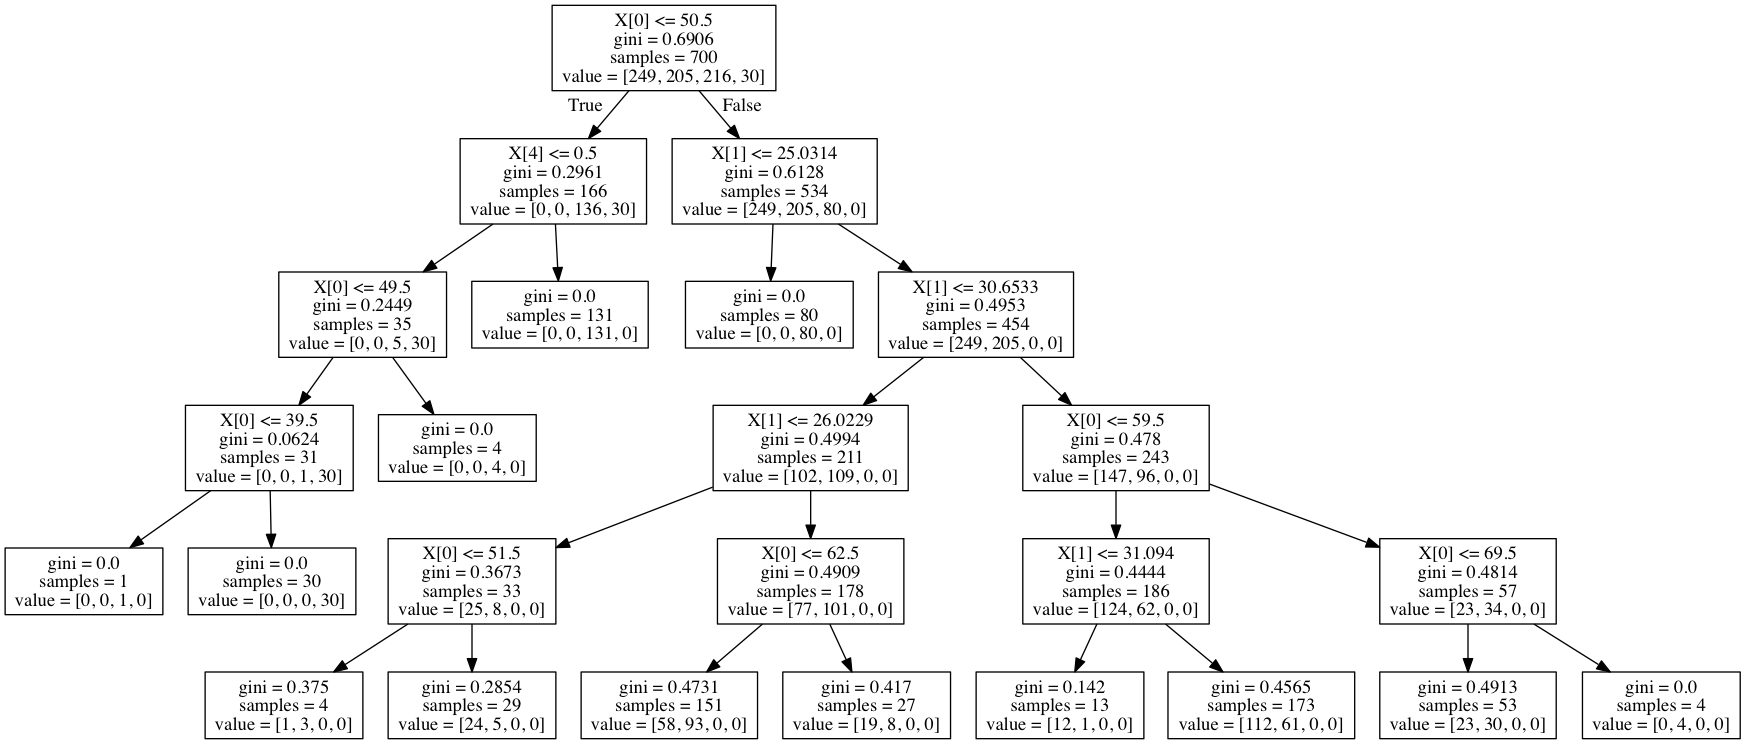 X[0] <= 50.5
gini = 0.6906
samples = 700
value = [249, 205, 216, 30]
True
False
X[4] <= 0.5
gini = 0.2961
samples = 166
value = [0, 0, 136, 30]
X[1] <= 25.0314
gini = 0.6128
samples = 534
value = [249, 205, 80, 0]
X[0] <= 49.5
gini = 0.2449
samples = 35
value = [0, 0, 5, 30]
gini = 0.0
samples = 131
value = [0, 0, 131, 0]
gini = 0.0
samples = 80
value = [0, 0, 80, 0]
X[1] <= 30.6533
gini = 0.4953
samples = 454
value = [249, 205, 0, 0]
X[0] <= 39.5
gini = 0.0624
samples = 31
value = [0, 0, 1, 30]
gini = 0.0
samples = 4
value = [0, 0, 4, 0]
X[1] <= 26.0229
gini = 0.4994
samples = 211
value = [102, 109, 0, 0]
X[0] <= 59.5
gini = 0.478
samples = 243
value = [147, 96, 0, 0]
gini = 0.0
samples = 1
value = [0, 0, 1, 0]
gini = 0.0
samples = 30
value = [0, 0, 0, 30]
X[0] <= 51.5
gini = 0.3673
samples = 33
value = [25, 8, 0, 0]
X[0] <= 62.5
gini = 0.4909
samples = 178
value = [77, 101, 0, 0]
X[1] <= 31.094
gini = 0.4444
samples = 186
value = [124, 62, 0, 0]
X[0] <= 69.5
gini = 0.4814
samples = 57
value = [23, 34, 0, 0]
gini = 0.375
samples = 4
value = [1, 3, 0, 0]
gini = 0.2854
samples = 29
value = [24, 5, 0, 0]
gini = 0.4731
samples = 151
value = [58, 93, 0, 0]
gini = 0.417
samples = 27
value = [19, 8, 0, 0]
gini = 0.142
samples = 13
value = [12, 1, 0, 0]
gini = 0.4565
samples = 173
value = [112, 61, 0, 0]
gini = 0.4913
samples = 53
value = [23, 30, 0, 0]
gini = 0.0
samples = 4
value = [0, 4, 0, 0]